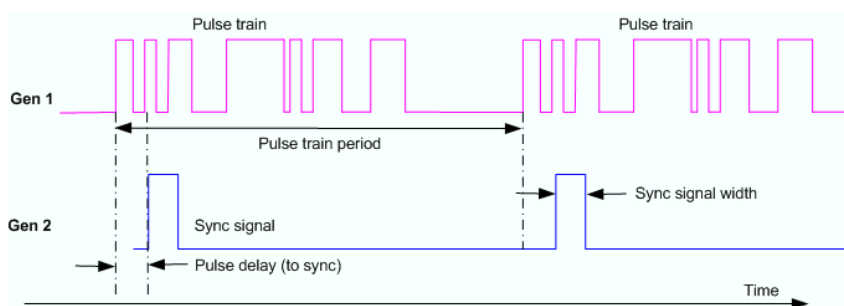 Pulse train
Pulse train
Gen 1
Pulse train period
Sync signal width
Gen 2
Sync signal
Pulse delay (to sync)
Time